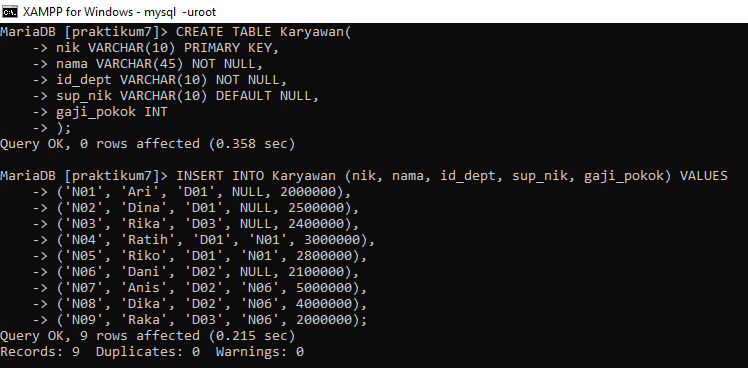 XAMPP for Windows - mysql  -uroot
MariaDB [praktikum7]> CREATE TABLE Karyawan(
    -> nik VARCHAR(10) PRIMARY KEY,
    -> nama VARCHAR(45) NOT NULL,
    -> id_dept VARCHAR(10) NOT NULL,
    -> sup_nik VARCHAR(10) DEFAULT NULL,
    -> gaji_pokok INT
    -> );
Query OK, 0 rows affected (0.358 sec)
MariaDB [praktikum7]> INSERT INTO Karyawan (nik, nama, id_dept, sup_nik, gaji_pokok) VALUES
    -> ('N01', 'Ari', 'D01', NULL, 2000000),
    -> ('N02', 'Dina', 'D01', NULL, 2500000),
    -> ('N03', 'Rika', 'D03', NULL, 2400000),
    -> ('N04', 'Ratih', 'D01', 'N01', 3000000),
    -> ('N05', 'Riko', 'D01', 'N01', 2800000),
    -> ('N06', 'Dani', 'D02', NULL, 2100000),
    -> ('N07', 'Anis', 'D02', 'N06', 5000000),
    -> ('N08', 'Dika', 'D02', 'N06', 4000000),
    -> ('N09', 'Raka', 'D03', 'N06', 2000000);
Query OK, 9 rows affected (0.215 sec)
Records: 9  Duplicates: 0  Warnings: 0